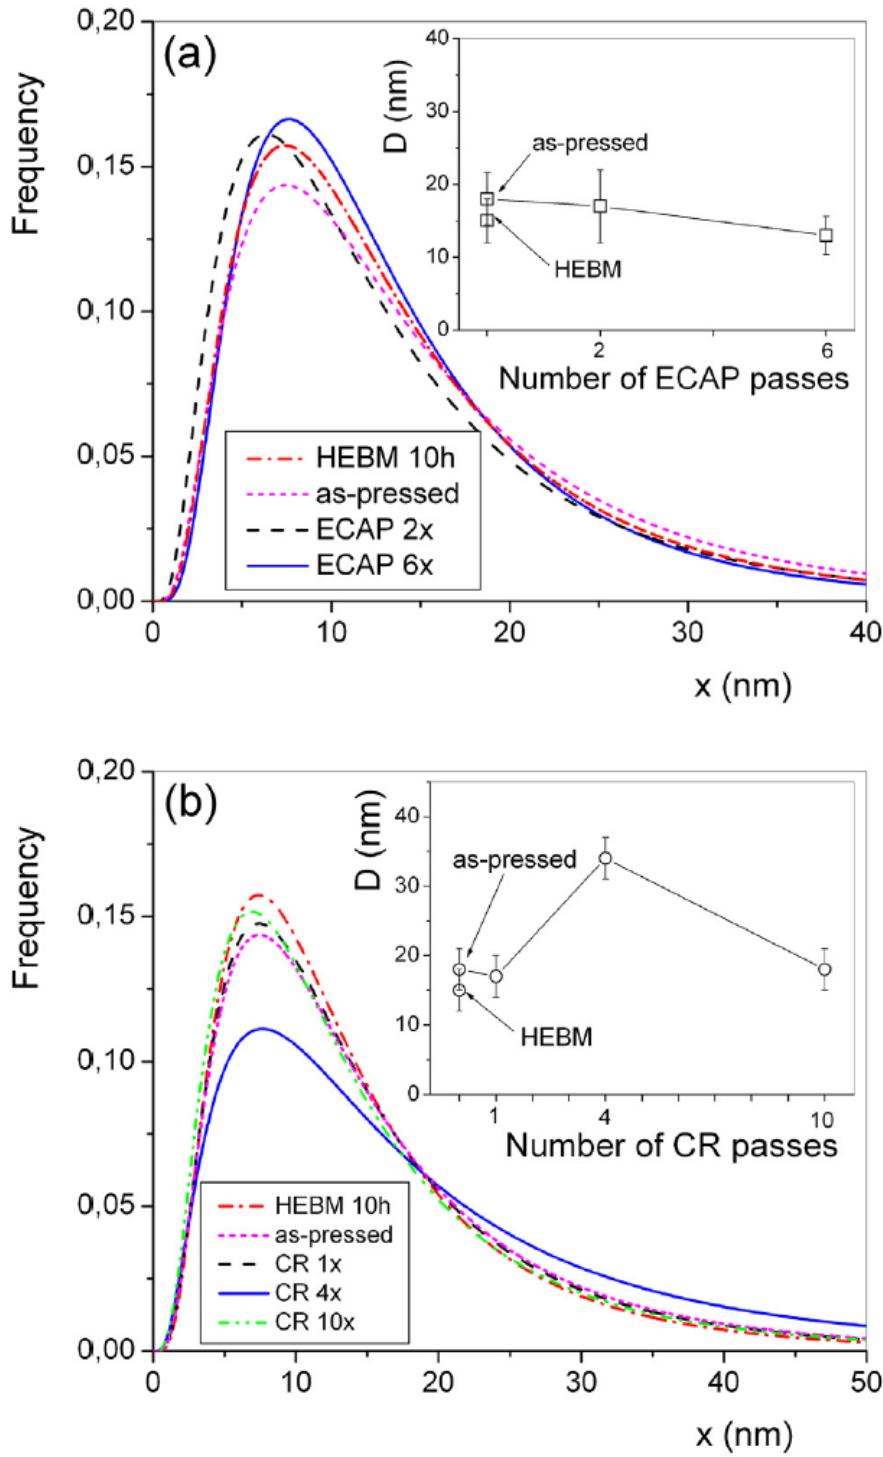 (a)
Frequency
0,20
0,15
0,10
0,05
0,00
0 10 20 30 40
x (nm)
HEBM 10h
as-pressed
ECAP 2x
ECAP 6x
D (nm)
40
30
20
10
0
as-pressed
HEBM
2 6
Number of ECAP passes
(b)
Frequency
0,20
0,15
0,10
0,05
0,00
0 10 20 30 40 50
x (nm)
HEBM 10h
as-pressed
CR 1x
CR 4x
CR 10x
D (nm)
40
30
20
10
0
as-pressed
HEBM
1 4 10
Number of CR passes